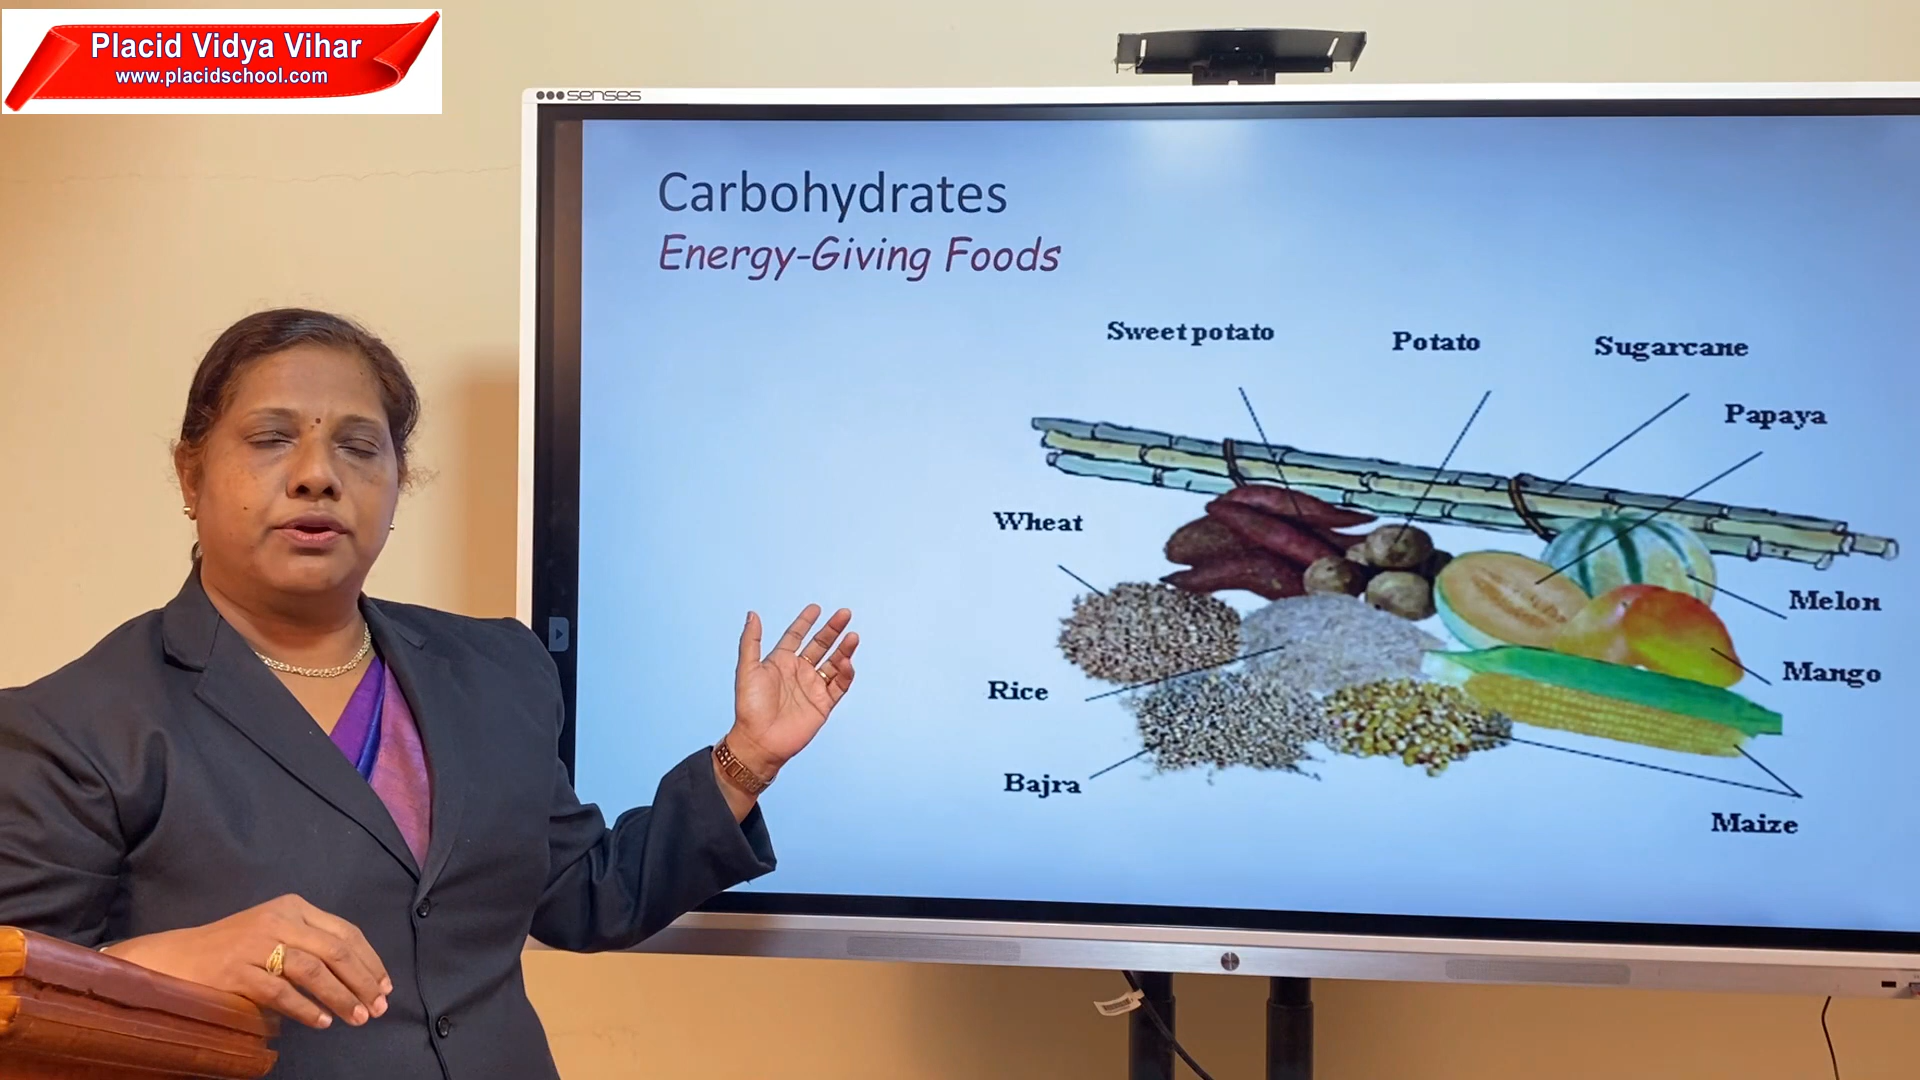 Placid Vidya Vihar
www.placidschool.com
senses
Carbohydrates
Energy-Giving Foods
Sweet potato
Potato
Sugarcane
Papaya
Wheat
Melon
Mango
Rice
Bajra
Maize